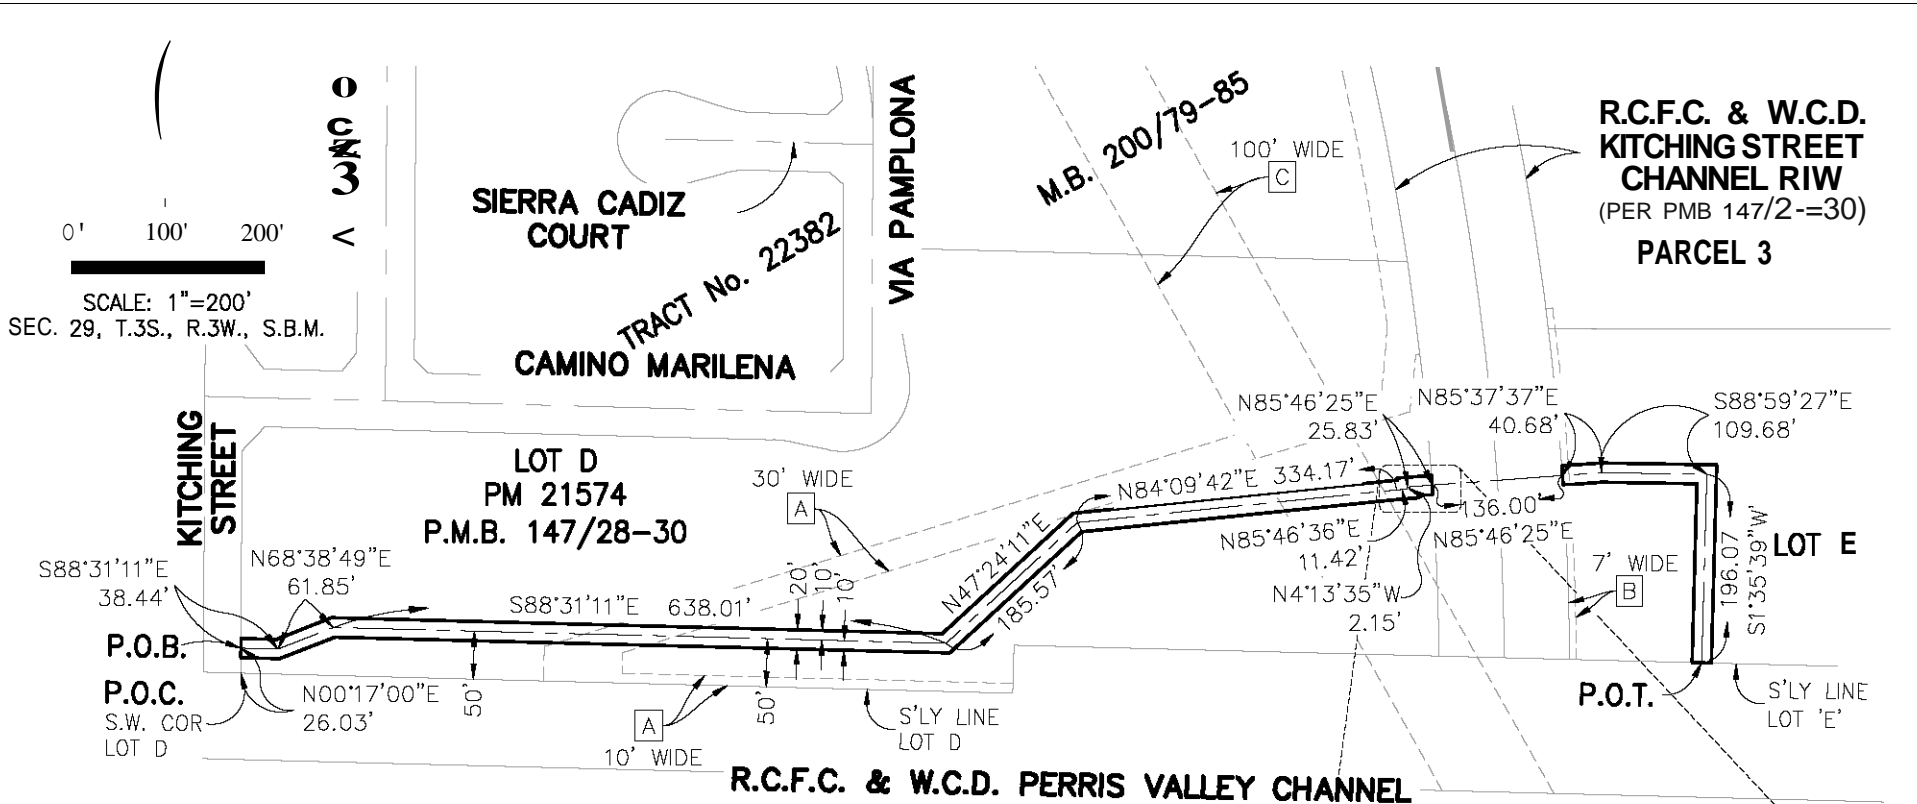 0'
100'
200'
SCALE: 1"=200'
SEC. 29, T.3S., R.3W., S.B.M.
SIERRA CADIZ
COURT
TRACT No. 22382
CAMINO MARILENA
VIA PAMPLONA
M.B. 200/79-85
100' WIDE
C
R.C.F.C. & W.C.D.
KITCHING STREET
CHANNEL RIW
(PER PMB 147/2-=30)
PARCEL 3
KITCHING
STREET
LOT D
PM 21574
P.M.B. 147/28-30
30' WIDE
A
N85°46'25"E
25.83'
N85°37'37"E
40.68'
S88°59'27"E
109.68'
N84°09'42"E 334.17'
136.00'
N85°46'25"E
N85°46'36"E
11.42'
N4°13'35"W
2.15'
7' WIDE
B
LOT E
196.07
S1°35'39"W'
S88°31'11"E
38.44'
N68°38'49"E
61.85'
S88°31'11"E 638.01'
20'
10'
10'
N47°24'11"E
185.57'
P.O.B.
P.O.C.
S.W. COR
LOT D
N00°17'00"E
26.03'
50'
50'
A
10' WIDE
S'LY LINE
LOT D
P.O.T.
S'LY LINE
LOT 'E'
R.C.F.C. & W.C.D. PERRIS VALLEY CHANNEL